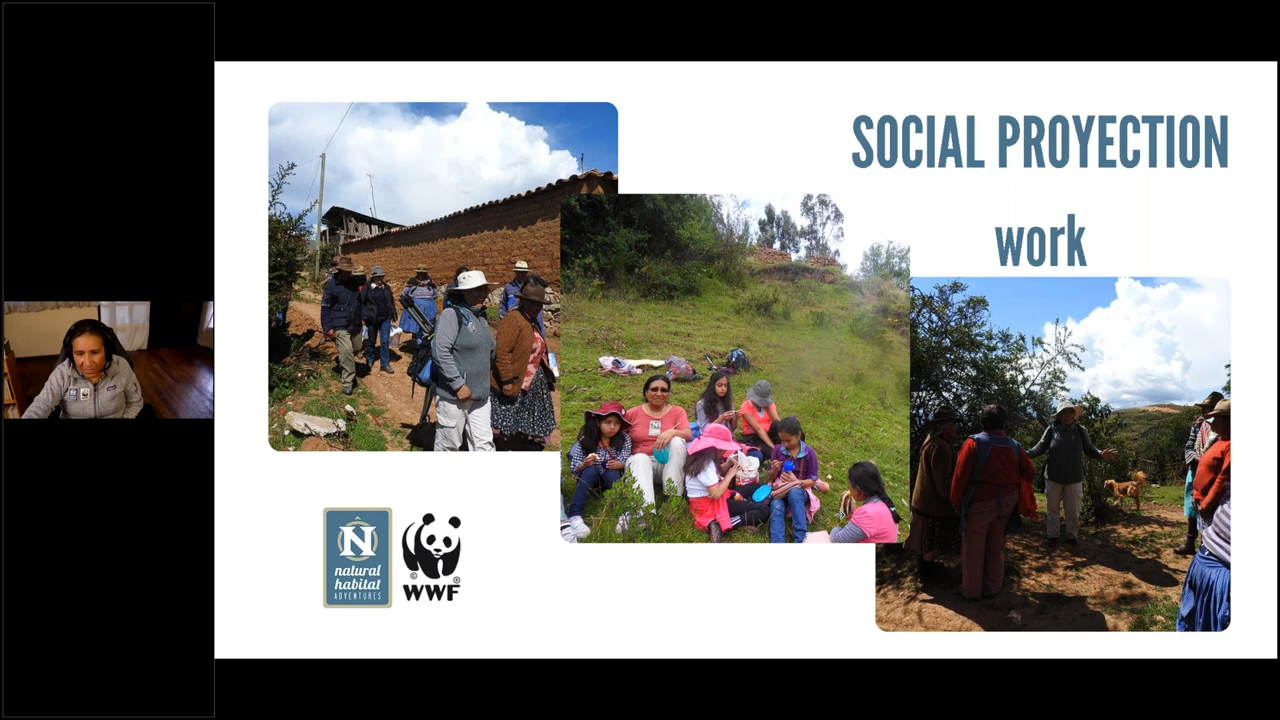 SOCIAL PROYECTION
work
N
natural
habitat
ADVENTURES
©
WWF
®